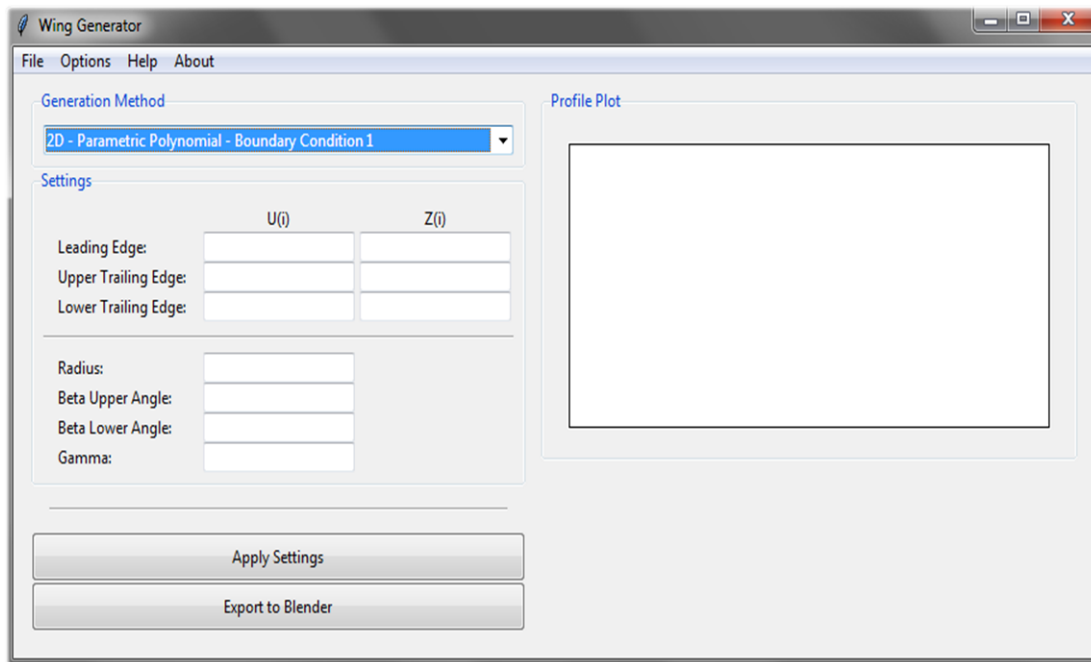 Wing Generator
File Options Help About
Generation Method
2D - Parametric Polynomial - Boundary Condition 1
Settings
U(i) Z(i)
Leading Edge:
Upper Trailing Edge:
Lower Trailing Edge:
Radius:
Beta Upper Angle:
Beta Lower Angle:
Gamma:
Apply Settings
Export to Blender
Profile Plot